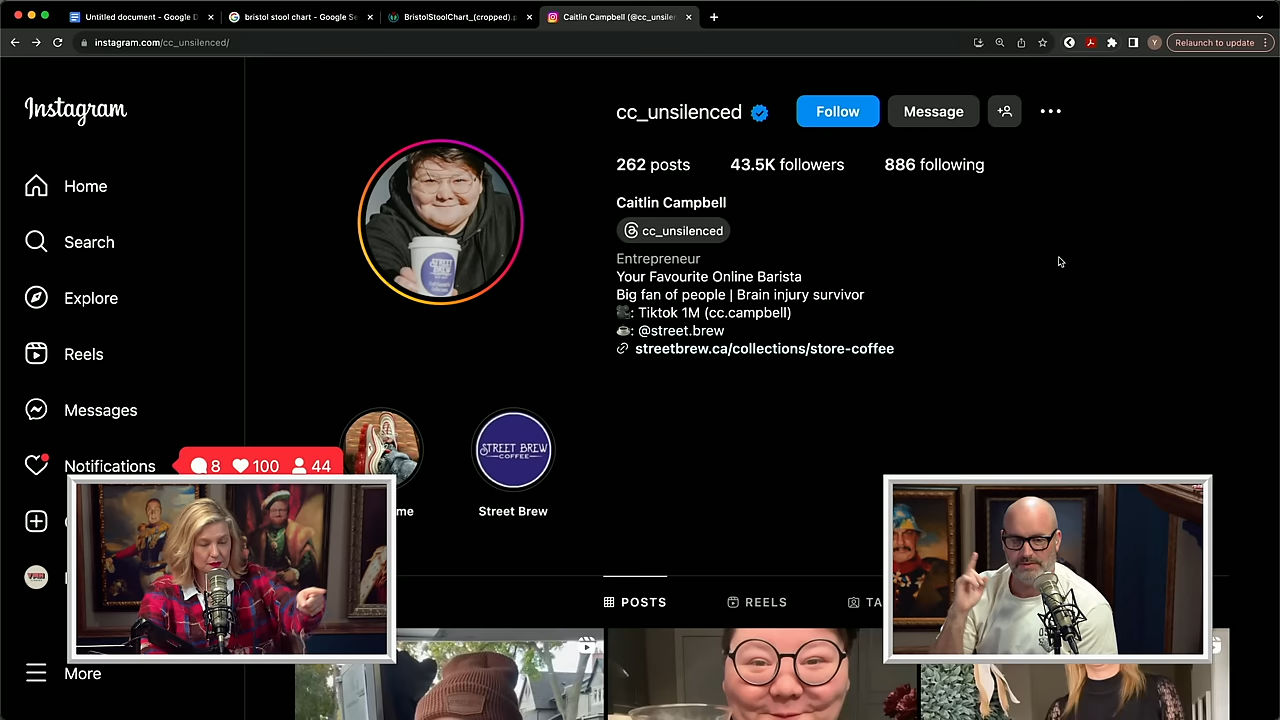 Untitled document - Google D
bristol stool chart - Google Se
BristolStoolChart_(cropped).p
Caitlin Campbell (@cc_unsilen
instagram.com/cc_unsilenced/
Y
Relaunch to update
Instagram
cc_unsilenced
Follow
Message
262 posts
43.5K followers
886 following
Caitlin Campbell
cc_unsilenced
Entrepreneur
Your Favourite Online Barista
Big fan of people | Brain injury survivor
: Tiktok 1M (cc.campbell)
: @street.brew
streetbrew.ca/collections/store-coffee
Home
Search
Explore
Reels
Messages
Notifications
8
100
44
More
STREET BREW
COFFEE
me
Street Brew
POSTS
REELS
TA